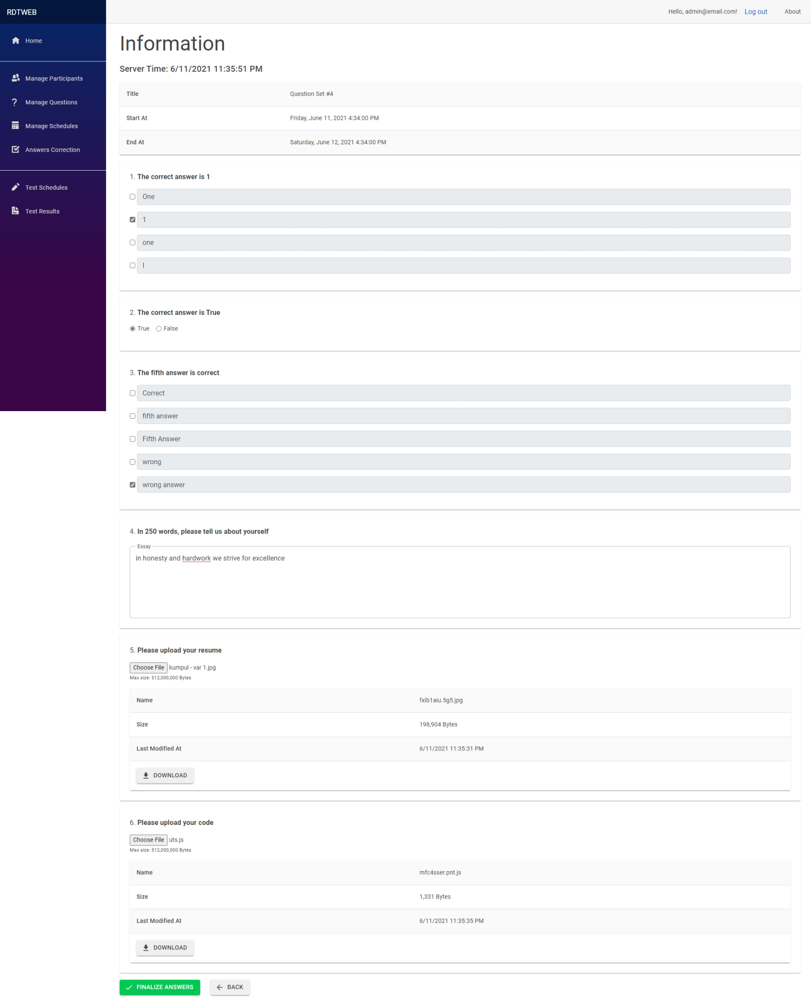 RDTWEB
Hello, admin@email.com! Log out About
Home
Manage Participants
Manage Questions
Manage Schedules
Answers Correction
Test Schedules
Test Results
Information
Server Time: 6/11/2021 11:35:51 PM
Title Question Set #4
Start At Friday, June 11, 2021 4:34:00 PM
End At Saturday, June 12, 2021 4:34:00 PM
1. The correct answer is 1
One
1
one
I
2. The correct answer is True
True False
3. The fifth answer is correct
Correct
fifth answer
Fifth Answer
wrong
wrong answer
4. In 250 words, please tell us about yourself
Essay
in honesty and hardwork we strive for excellence
5. Please upload your resume
Choose File kumpul - var 1.jpg
Max size: 512,000,000 Bytes
Name fxib1aiu.5g5.jpg
Size 198,904 Bytes
Last Modified At 6/11/2021 11:35:31 PM
DOWNLOAD
6. Please upload your code
Choose File uts.js
Max size: 512,000,000 Bytes
Name mfc4sser.pnt.js
Size 1,331 Bytes
Last Modified At 6/11/2021 11:35:35 PM
DOWNLOAD
FINALIZE ANSWERS BACK